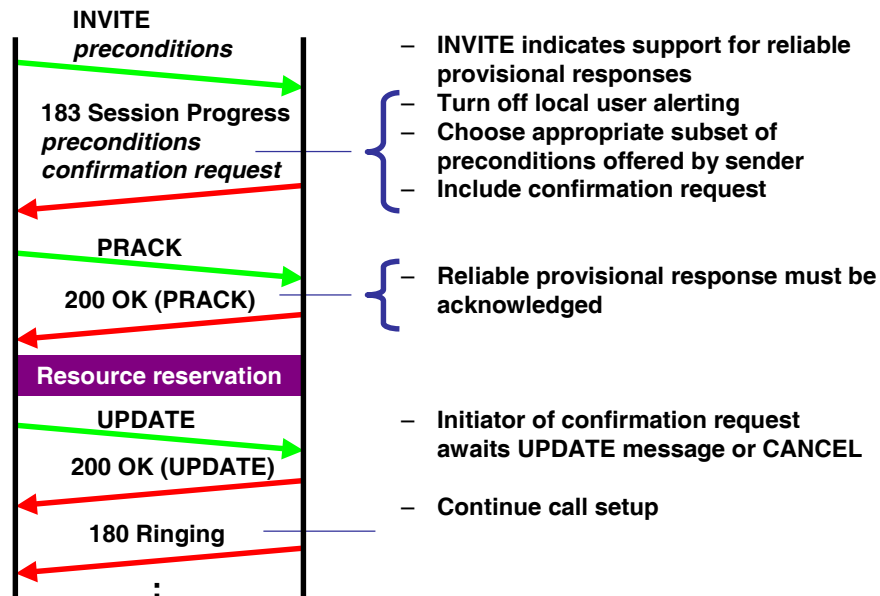 INVITE
preconditions
– INVITE indicates support for reliable
provisional responses
183 Session Progress
preconditions
confirmation request
– Turn off local user alerting
– Choose appropriate subset of
preconditions offered by sender
– Include confirmation request
PRACK
200 OK (PRACK)
– Reliable provisional response must be
acknowledged
Resource reservation
UPDATE
200 OK (UPDATE)
– Initiator of confirmation request
awaits UPDATE message or CANCEL
180 Ringing
– Continue call setup
: